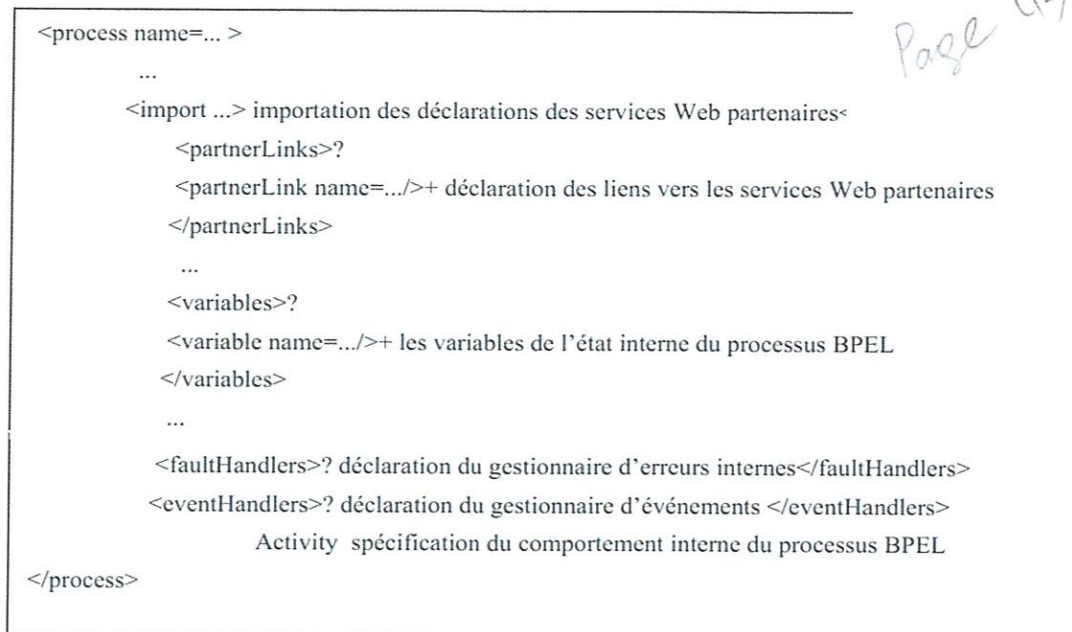 Page
<process name=... >
...
<import ...> importation des déclarations des services Web partenaires<
<partnerLinks>?
<partnerLink name=.../>+ déclaration des liens vers les services Web partenaires
</partnerLinks>
...
<variables>?
<variable name=.../>+ les variables de l'état interne du processus BPEL
</variables>
...
<faultHandlers>? déclaration du gestionnaire d'erreurs internes</faultHandlers>
<eventHandlers>? déclaration du gestionnaire d'événements </eventHandlers>
Activity spécification du comportement interne du processus BPEL
</process>